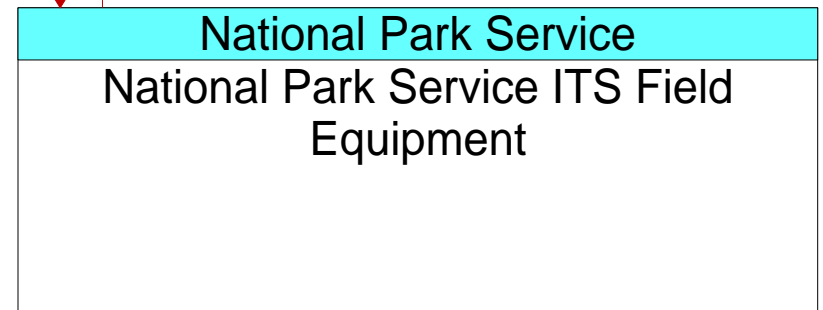 National Park Service
National Park Service ITS Field
Equipment